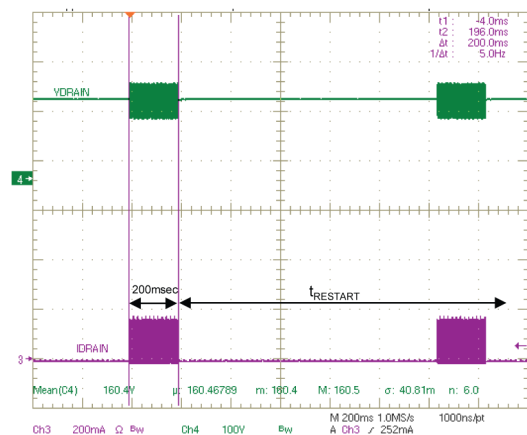 t1 : -4.0ms
t2 : 196.0ms
Δt : 200.0ms
1/Δt : 5.0Hz
VDRAIN
4
200msec
tRESTART
IDRAIN
3
Mean(C4) 160.4V μ: 160.46789 m: 160.4 M: 160.5 σ: 40.81m n: 6.0
M 200ms 1.0MS/s 1000ns/pt
Ch3 200mA Ω Bw Ch4 100V Bw A Ch3 ∕ 252mA